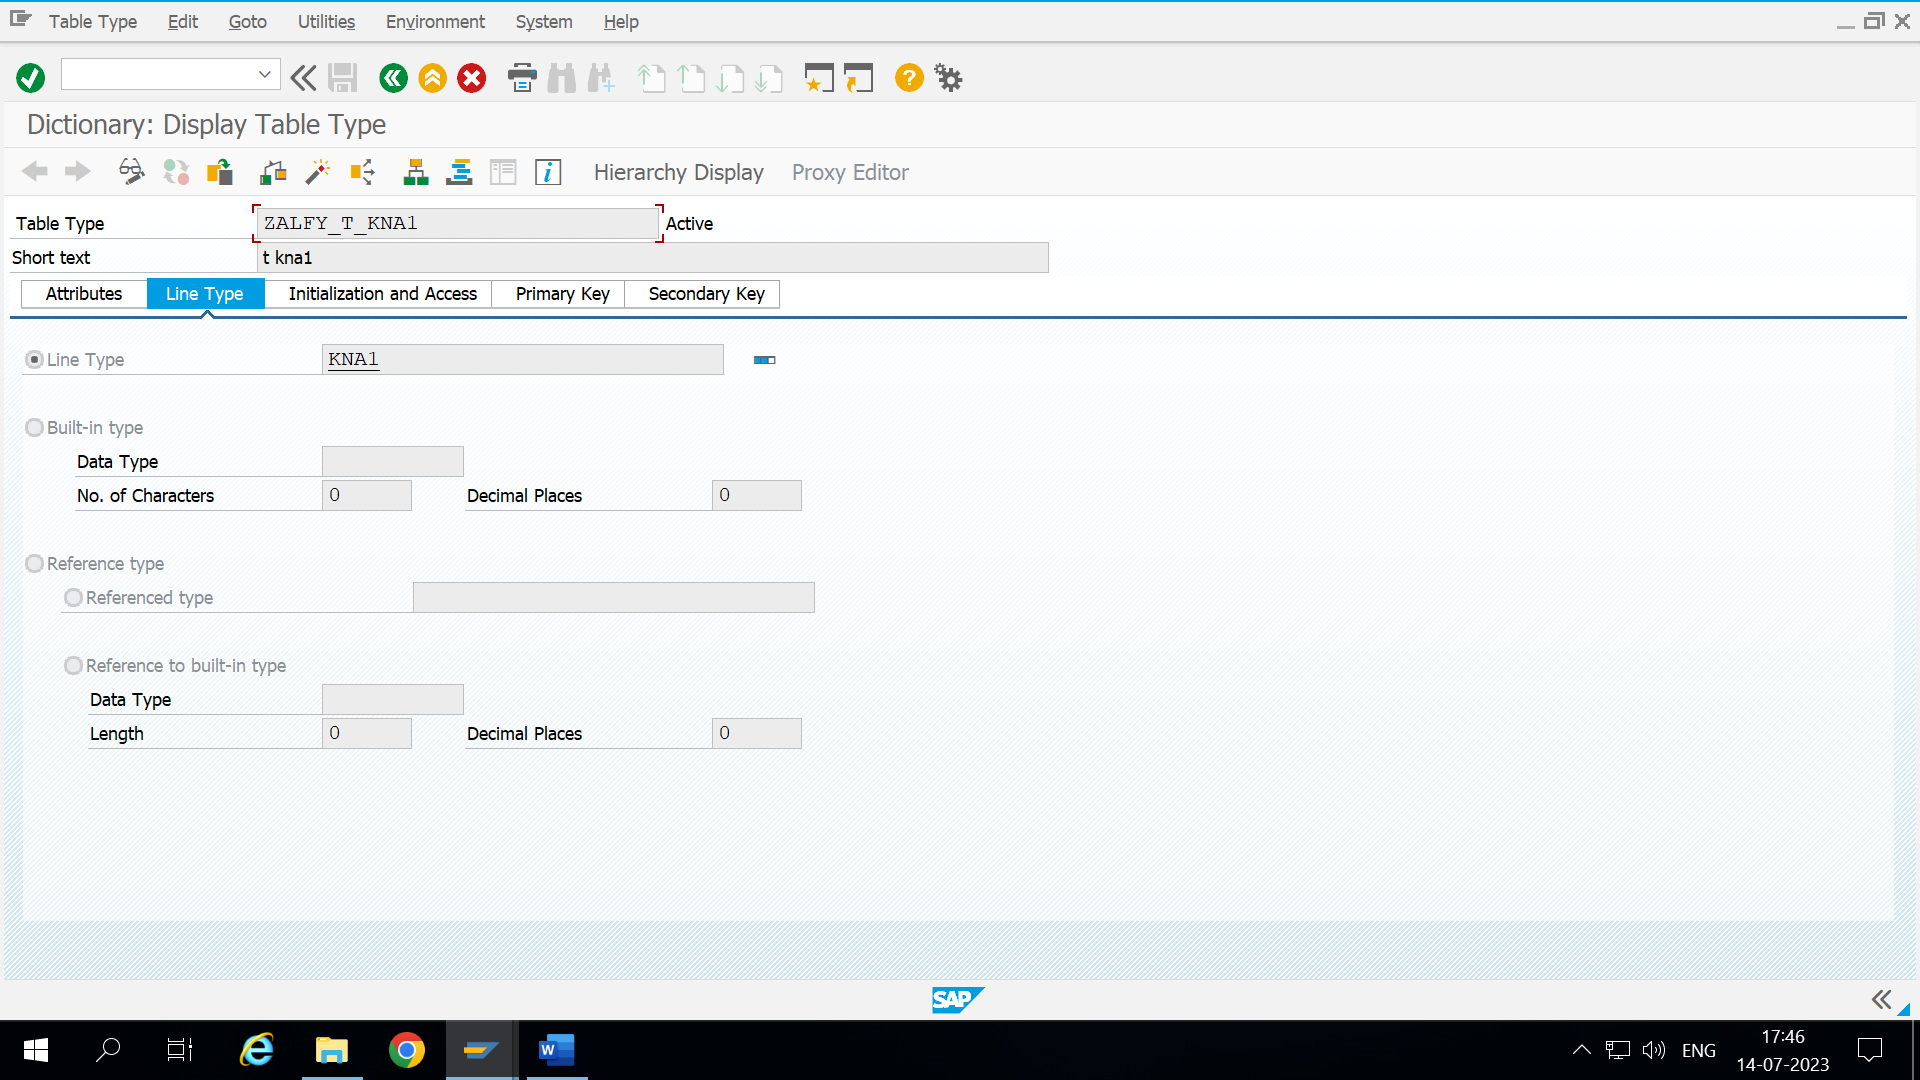 Table Type Edit Goto Utilities Environment System Help
Dictionary: Display Table Type
Hierarchy Display Proxy Editor
Table Type ZALFY_T_KNA1 Active
Short text t kna1
Attributes Line Type Initialization and Access Primary Key Secondary Key
Line Type KNA1
Built-in type
Data Type
No. of Characters 0 Decimal Places 0
Reference type
Referenced type
Reference to built-in type
Data Type
Length 0 Decimal Places 0
SAP
ENG 17:46
14-07-2023